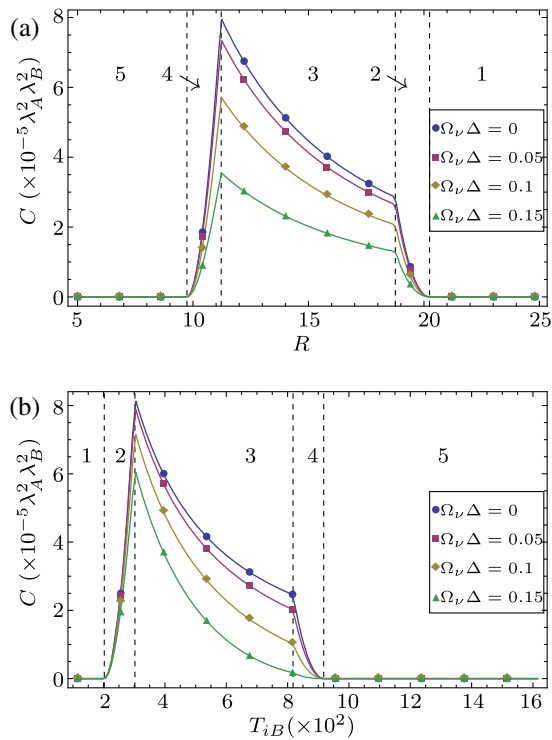 (a)
8
6
4
2
0
C (×10⁻⁵λ²_Aλ²_B)
5 4 3 2 1
Ω_νΔ = 0
Ω_νΔ = 0.05
Ω_νΔ = 0.1
Ω_νΔ = 0.15
5 10 15 20 25
R
(b)
8
6
4
2
0
C (×10⁻⁵λ²_Aλ²_B)
1 2 3 4 5
Ω_νΔ = 0
Ω_νΔ = 0.05
Ω_νΔ = 0.1
Ω_νΔ = 0.15
2 4 6 8 10 12 14 16
T_{iB}(×10²)